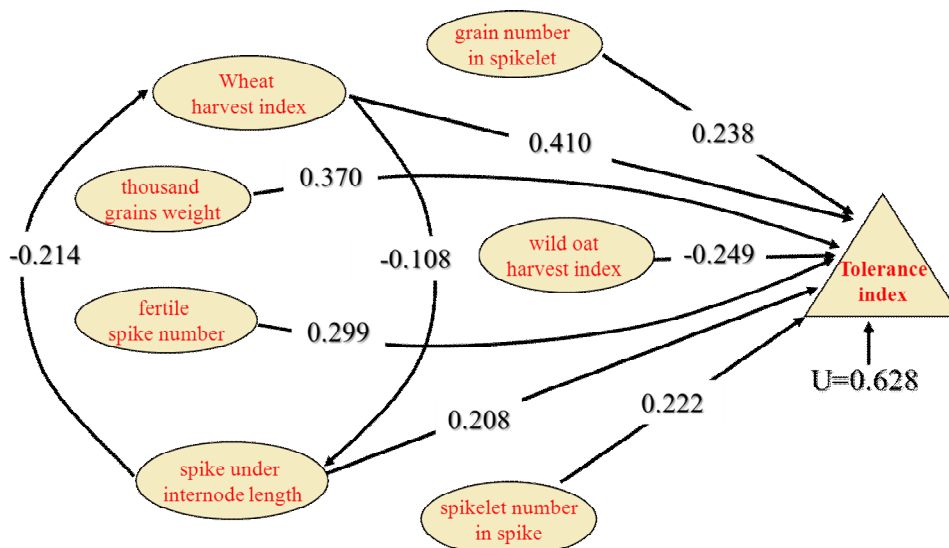 grain number
in spikelet
Wheat
harvest index
0.238
0.410
0.370
thousand
grains weight
-0.214
-0.108
wild oat
harvest index
-0.249
Tolerance
index
fertile
spike number
0.299
U=0.628
0.222
0.208
spike under
internode length
spikelet number
in spike